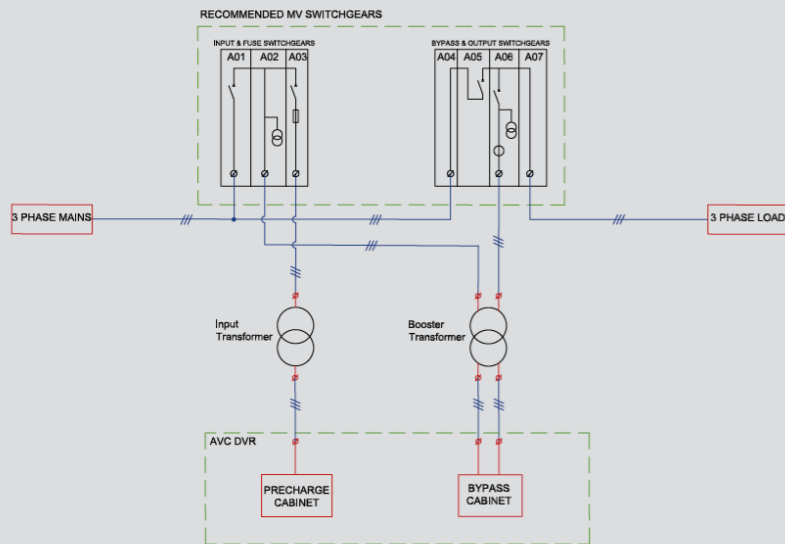 RECOMMENDED MV SWITCHGEARS
INPUT & FUSE SWITCHGEARS
BYPASS & OUTPUT SWITCHGEARS
A01 A02 A03
A04 A05 A06 A07
3 PHASE MAINS
3 PHASE LOAD
Input
Transformer
Booster
Transformer
AVC DVR
PRECHARGE
CABINET
BYPASS
CABINET